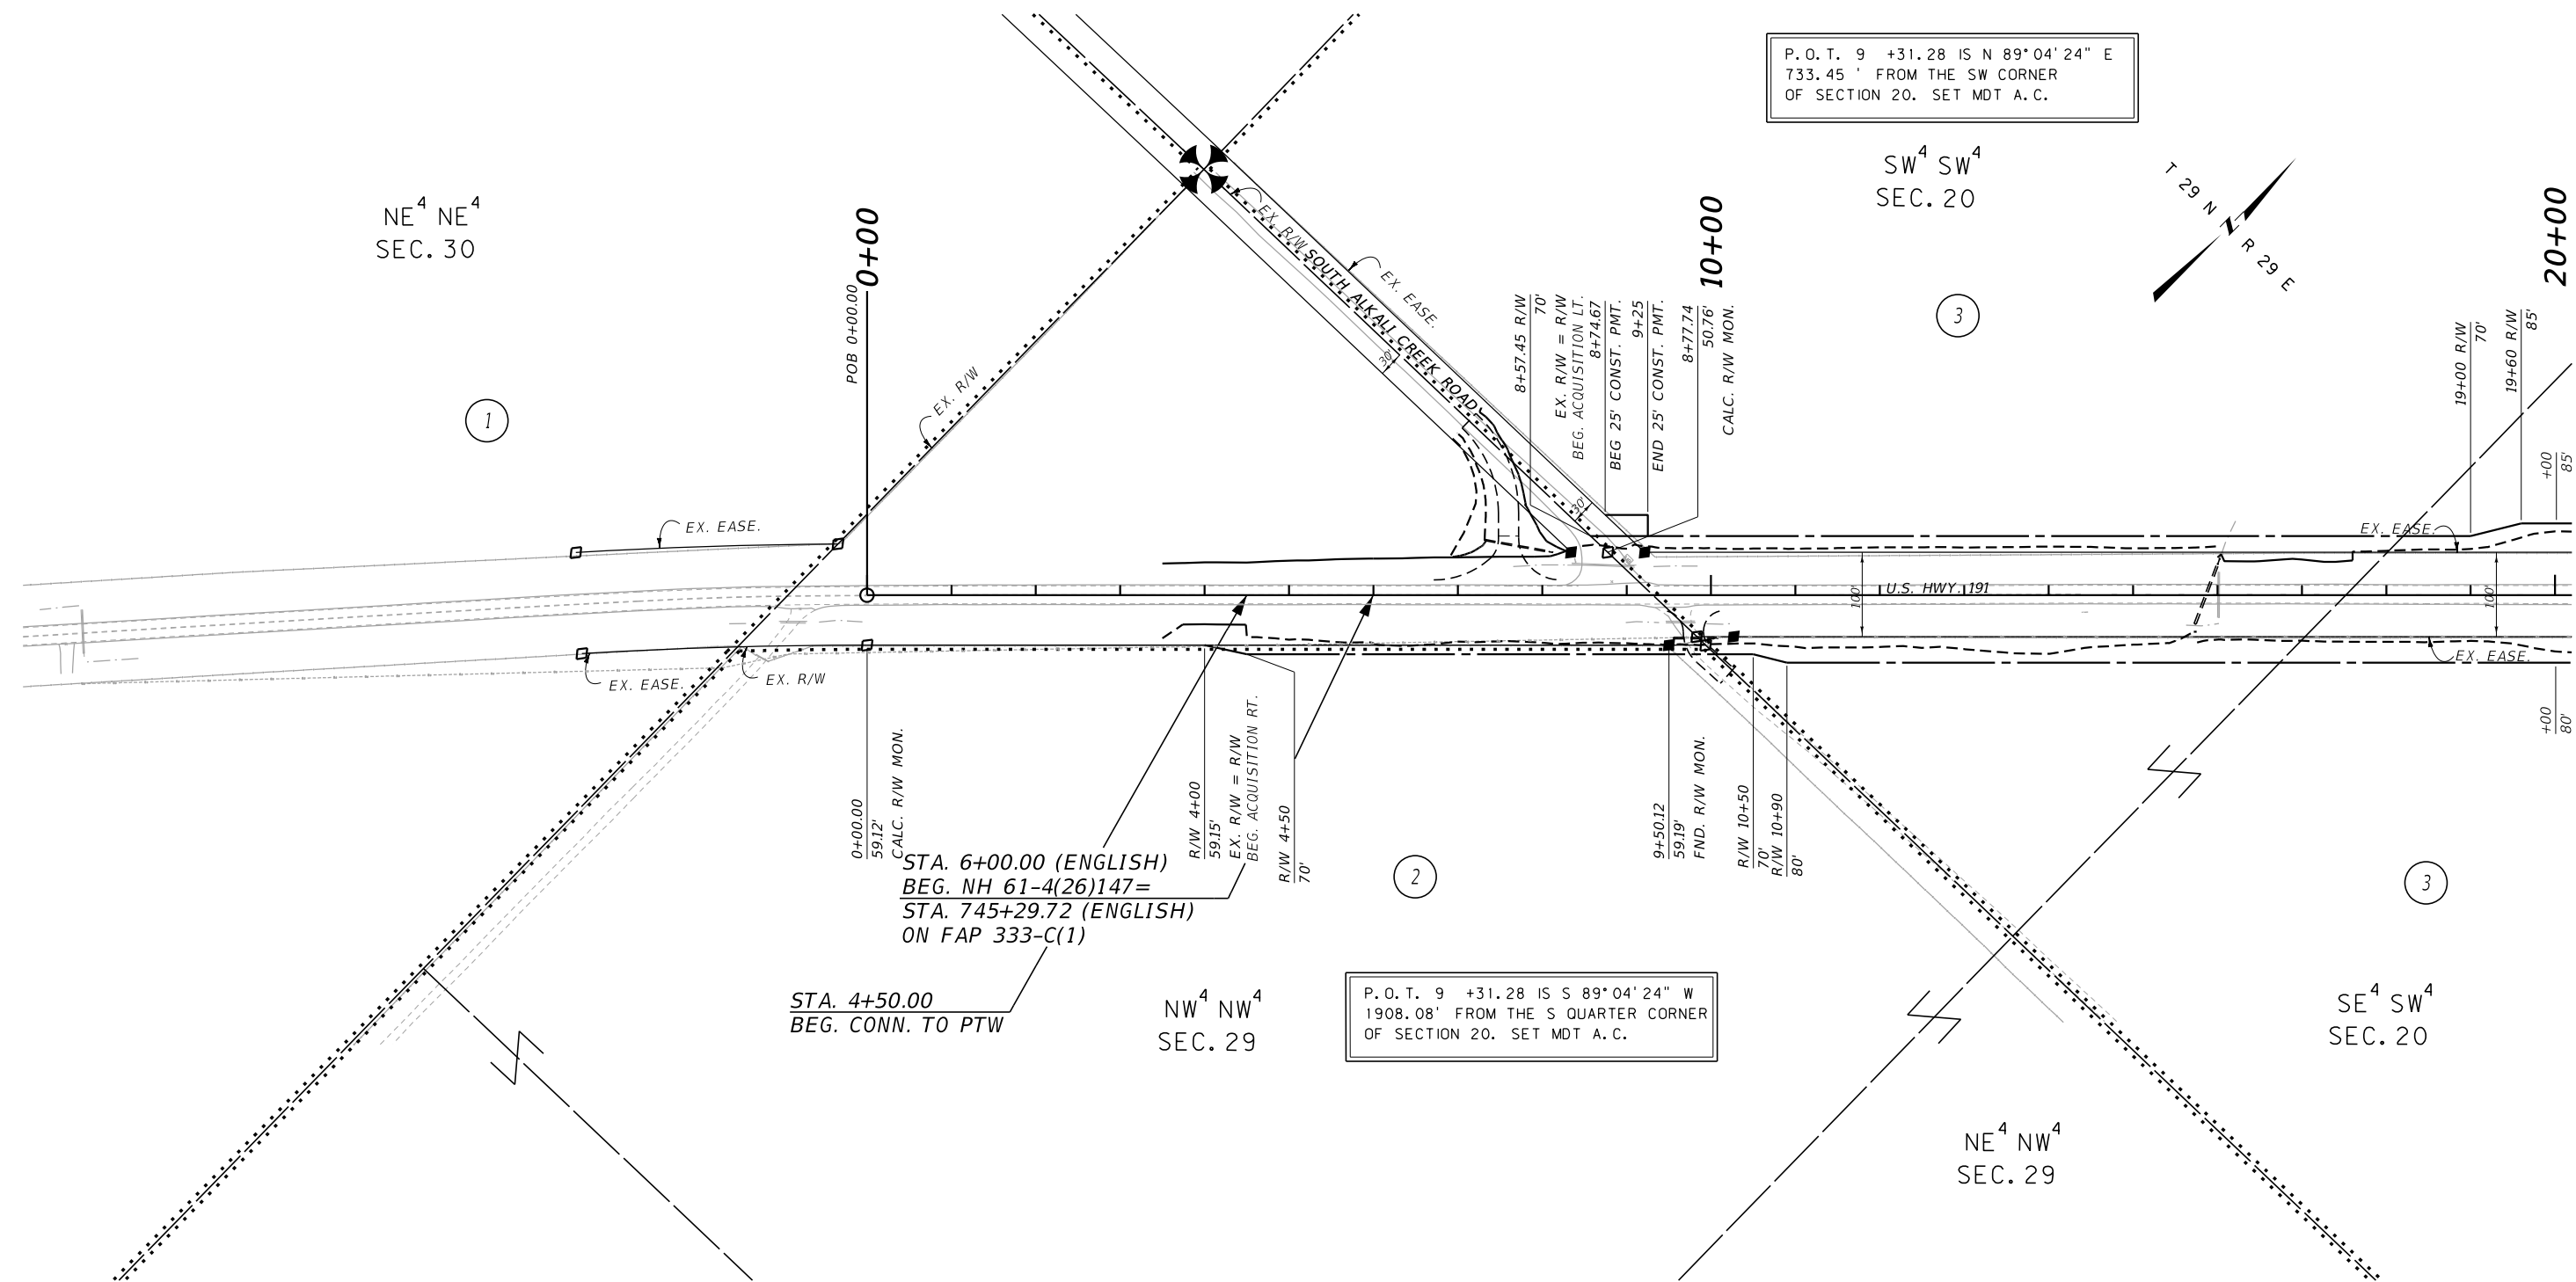 P.O.T. 9 +31.28 IS N 89°04'24" E
733.45 ' FROM THE SW CORNER
OF SECTION 20. SET MDT A.C.
SW4 SW4
SEC. 20
T 29 N
R 29 E
N
NE4 NE4
SEC. 30
0+00
POB 0+00.00
10+00
20+00
EX. R/W
SOUTH ALKALI CREEK ROAD
EX. EASE.
30'
30'
EX. R/W
1
3
8+57.45 R/W
70'
EX. R/W = R/W
BEG. ACQUISITION LT.
8+74.67
BEG 25' CONST. PMT.
9+25
END 25' CONST. PMT.
8+77.74
50.76'
CALC. R/W MON.
19+00 R/W
70'
19+60 R/W
85'
+00
85'
EX. EASE.
EX. EASE.
U.S. HWY. 191
100'
100'
EX. EASE.
EX. R/W
EX. EASE.
0+00.00
59.12'
CALC. R/W MON.
R/W 4+00
59.15'
EX. R/W = R/W
BEG. ACQUISITION RT.
R/W 4+50
70'
9+50.12
59.19'
FND. R/W MON.
R/W 10+50
70'
R/W 10+90
80'
+00
80'
STA. 6+00.00 (ENGLISH)
BEG. NH 61-4(26)147=
STA. 745+29.72 (ENGLISH)
ON FAP 333-C(1)
STA. 4+50.00
BEG. CONN. TO PTW
2
3
NW4 NW4
SEC. 29
P.O.T. 9 +31.28 IS S 89°04'24" W
1908.08' FROM THE S QUARTER CORNER
OF SECTION 20. SET MDT A.C.
SE4 SW4
SEC. 20
NE4 NW4
SEC. 29